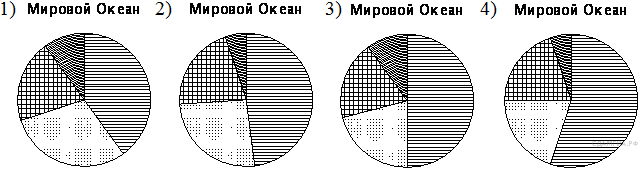 1) Мировой Океан 2) Мировой Океан 3) Мировой Океан 4) Мировой Океан